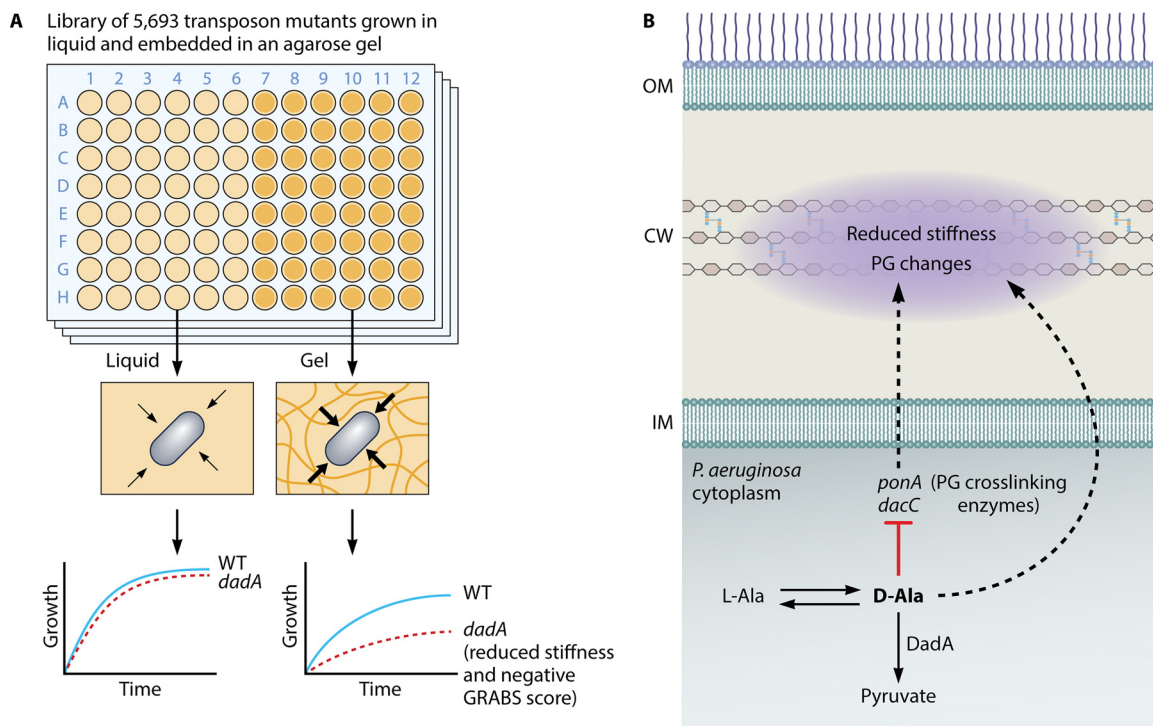 A
Library of 5,693 transposon mutants grown in
liquid and embedded in an agarose gel
1 2 3 4 5 6 7 8 9 10 11 12
A
B
C
D
E
F
G
H
Liquid
Gel
WT
dadA
Growth
Time
WT
dadA
(reduced stiffness
and negative
GRABS score)
Growth
Time
B
OM
CW
Reduced stiffness
PG changes
IM
P. aeruginosa
cytoplasm
ponA (PG crosslinking
dacC enzymes)
L-Ala
D-Ala
DadA
Pyruvate